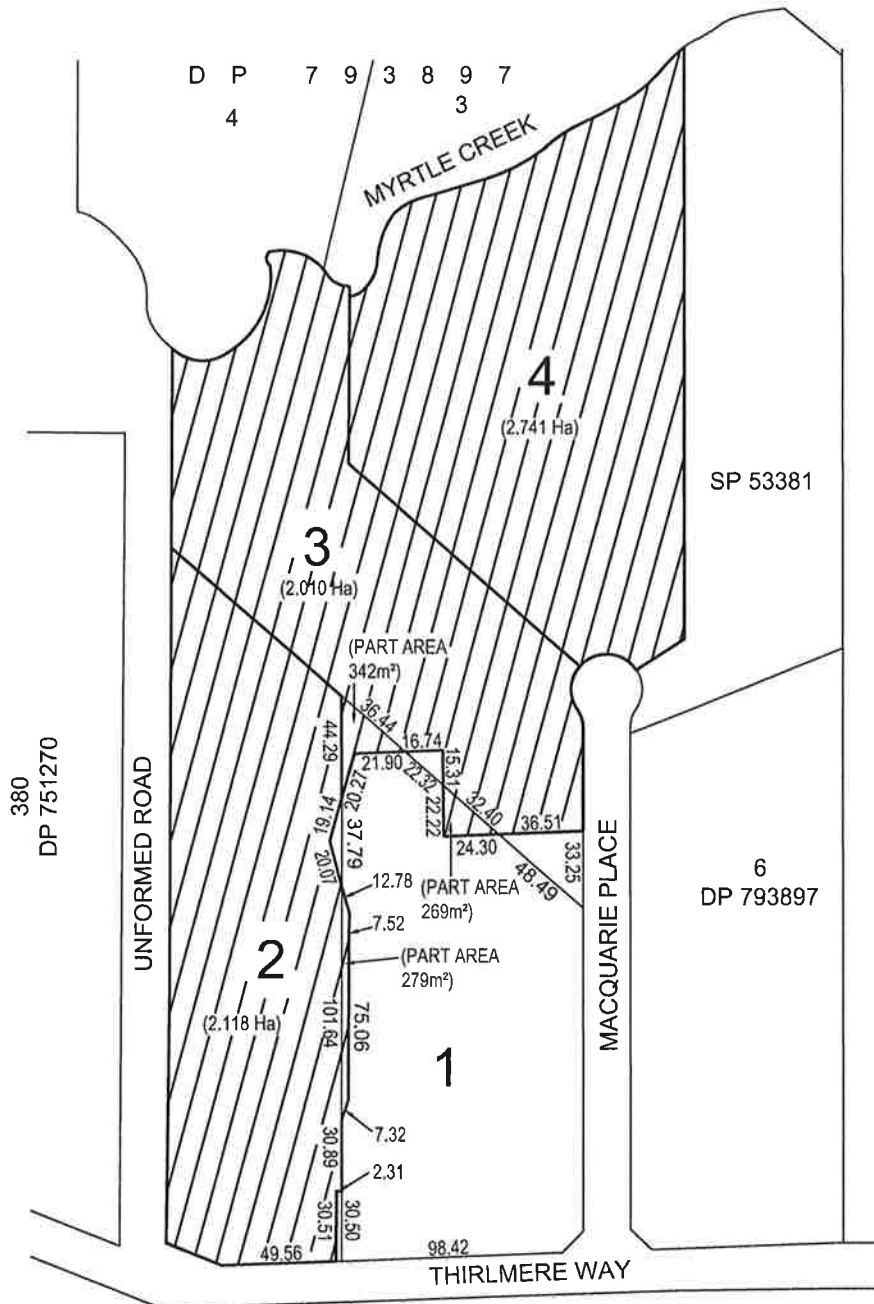 D P 7 9 3 8 9 7
4
3
MYRTLE CREEK
4
(2.741 Ha)
SP 53381
3
(2.010 Ha)
(PART AREA
342m²)
36.44
16.74
44.29
21.90
15.31
22.32
20.27
22.22
32.40
19.14
37.79
36.51
24.30
33.25
20.07
48.49
12.78
(PART AREA
269m²)
7.52
(PART AREA
279m²)
380
DP 751270
UNFORMED ROAD
2
(2.118 Ha)
101.64
75.06
1
MACQUARIE PLACE
6
DP 793897
7.32
30.89
2.31
30.51
30.50
49.56
98.42
THIRLMERE WAY